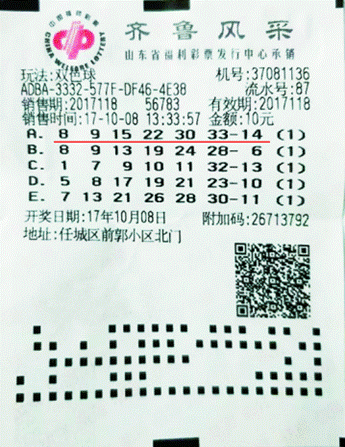 中国福利彩票
CHINA WELFARE LOTTERY
齐鲁风采
山东省福利彩票发行中心承销
玩法:双色球 机号:37081136
ADBA-3332-577F-DF46-4E38 流水号:87
销售期:2017118 56783 有效期:2017118
销售时间:17-10-08 13:33:57 金额:10元
A. 8 9 15 22 30 33-14 (1)
B. 8 9 13 19 24 28- 6 (1)
C. 1 7 9 10 11 32-13 (1)
D. 5 8 17 19 21 23-10 (1)
E. 7 13 21 26 28 30-11 (1)
开奖日期:17年10月08日 附加码:26713792
地址:任城区前郭小区北门